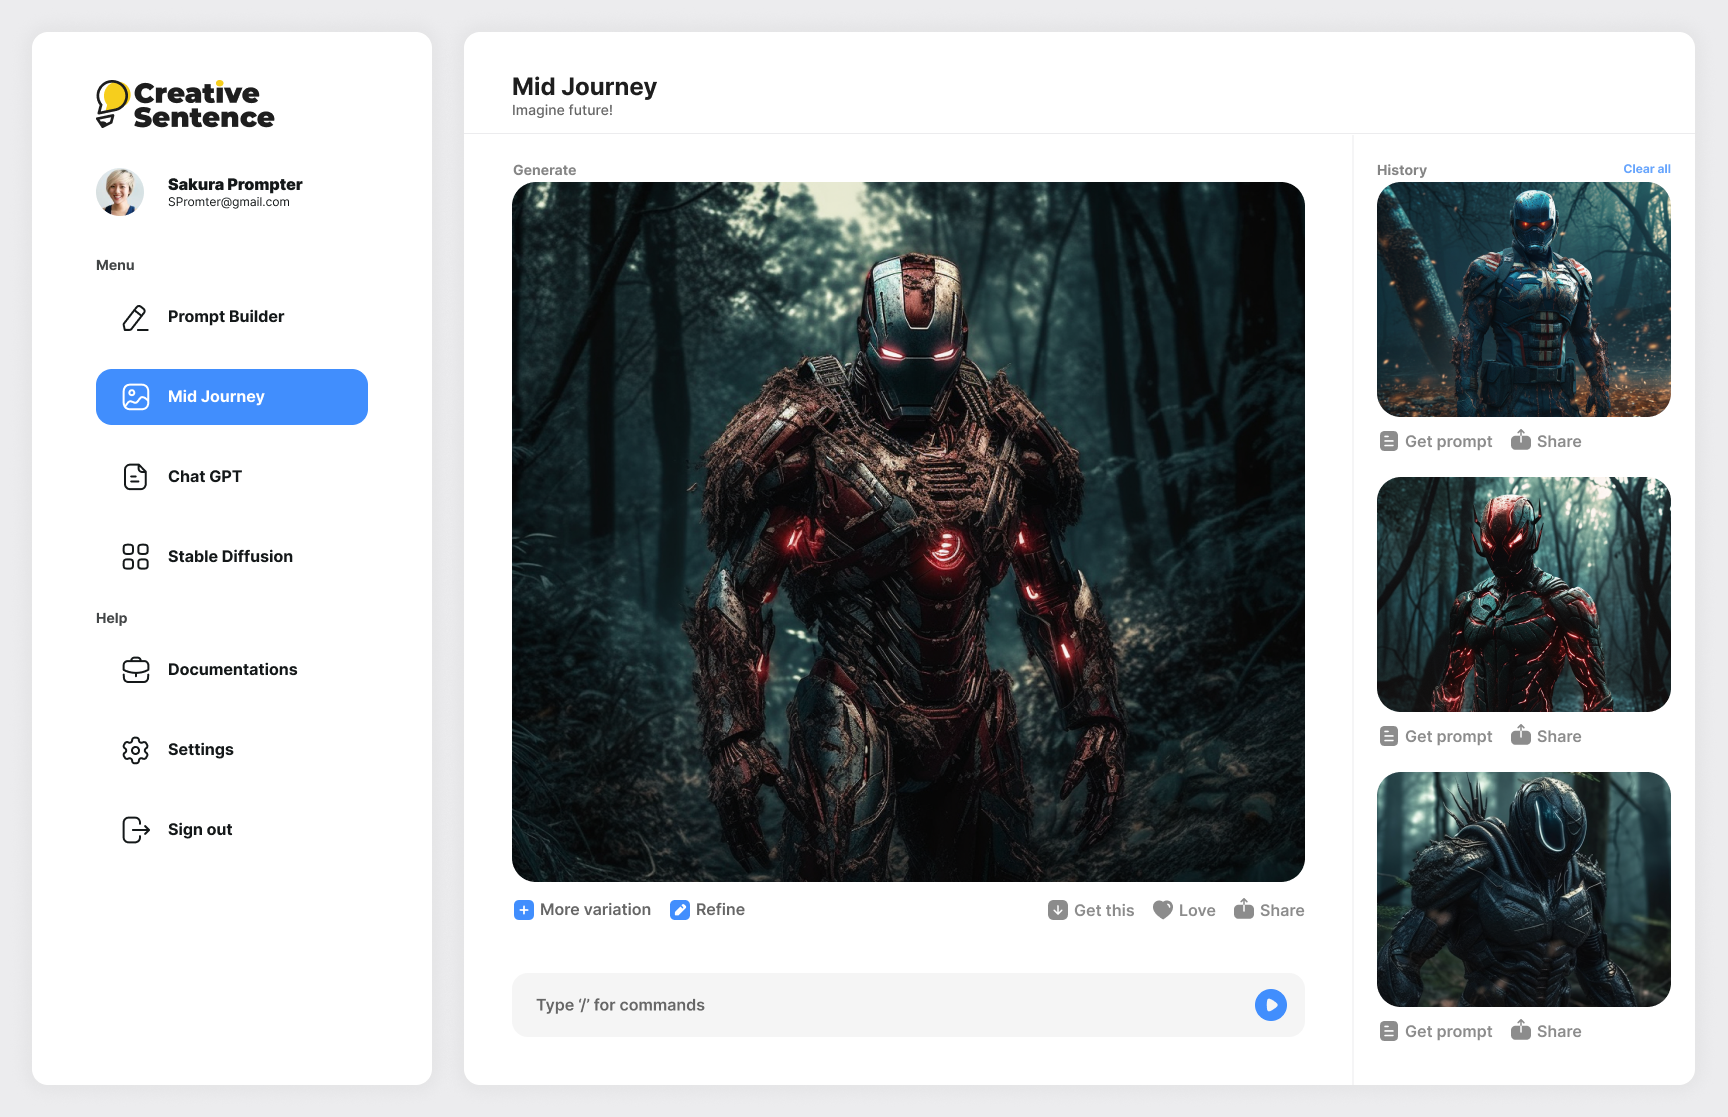 Creative
Sentence
Sakura Prompter
SPromter@gmail.com
Menu
Prompt Builder
Mid Journey
Chat GPT
Stable Diffusion
Help
Documentations
Settings
Sign out
Mid Journey
Imagine future!
Generate
More variation
Refine
Get this
Love
Share
Type ‘/’ for commands
History
Clear all
Get prompt
Share
Get prompt
Share
Get prompt
Share